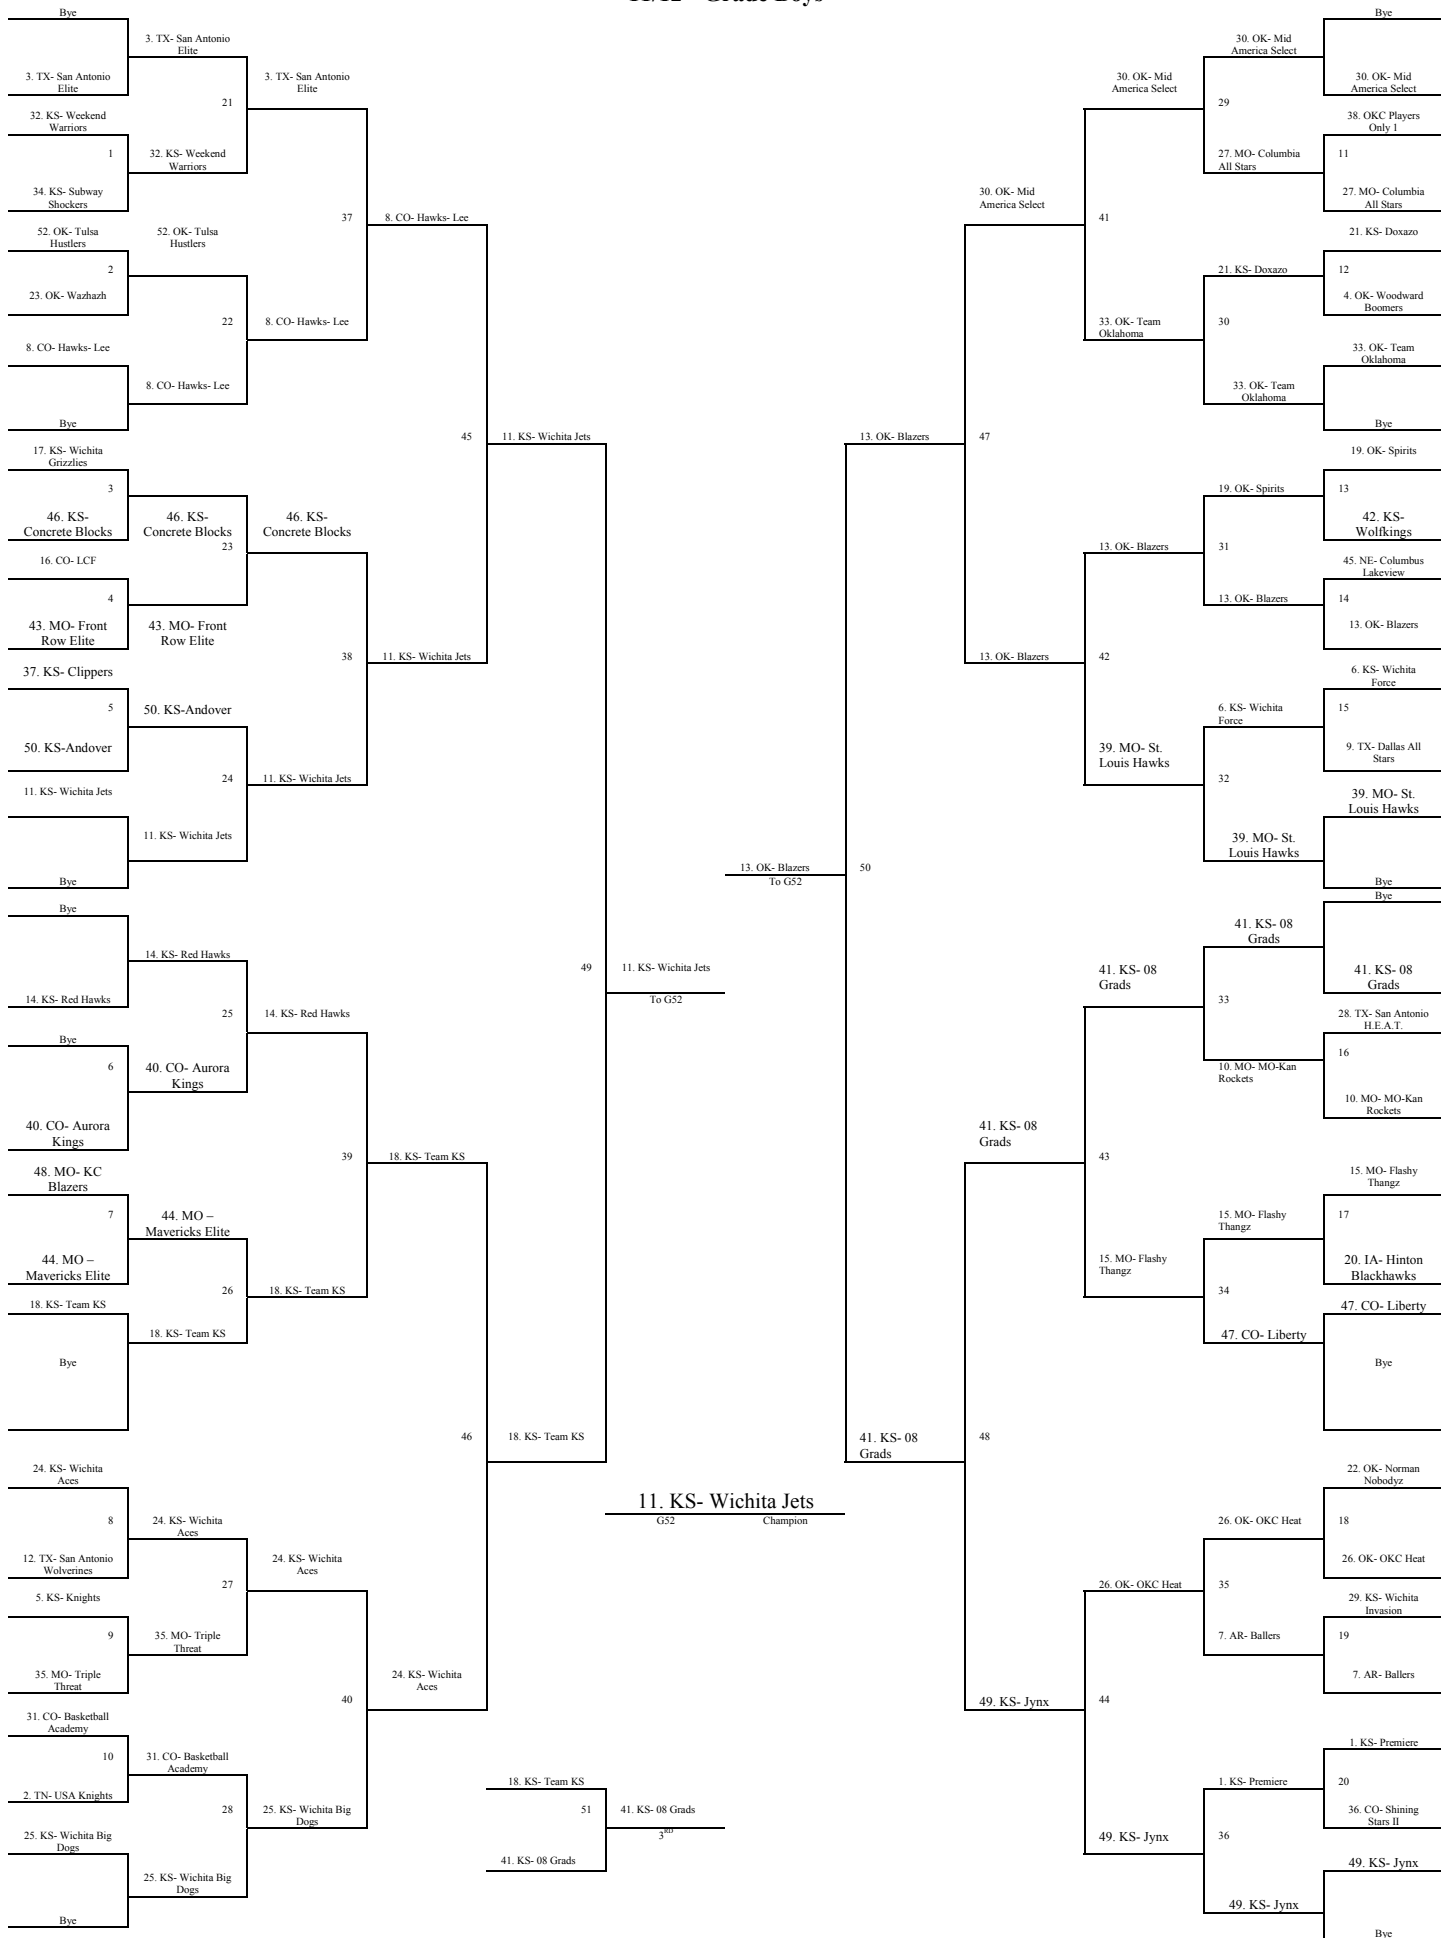 Bye
3. TX- San Antonio
Elite
32. KS- Weekend
Warriors
1
34. KS- Subway
Shockers
52. OK- Tulsa
Hustlers
2
23. OK- Wazhazh
8. CO- Hawks- Lee
Bye
17. KS- Wichita
Grizzlies
3
46. KS-
Concrete Blocks
16. CO- LCF
4
43. MO- Front
Row Elite
37. KS- Clippers
5
50. KS-Andover
11. KS- Wichita Jets
Bye
Bye
14. KS- Red Hawks
Bye
6
40. CO- Aurora
Kings
48. MO- KC
Blazers
7
44. MO –
Mavericks Elite
18. KS- Team KS
Bye
24. KS- Wichita
Aces
8
12. TX- San Antonio
Wolverines
5. KS- Knights
9
35. MO- Triple
Threat
31. CO- Basketball
Academy
10
2. TN- USA Knights
25. KS- Wichita Big
Dogs
Bye
3. TX- San Antonio
Elite
21
32. KS- Weekend
Warriors
52. OK- Tulsa
Hustlers
22
8. CO- Hawks- Lee
46. KS-
Concrete Blocks
23
43. MO- Front
Row Elite
50. KS-Andover
24
11. KS- Wichita Jets
14. KS- Red Hawks
25
40. CO- Aurora
Kings
44. MO –
Mavericks Elite
26
18. KS- Team KS
24. KS- Wichita
Aces
27
35. MO- Triple
Threat
31. CO- Basketball
Academy
28
25. KS- Wichita Big
Dogs
3. TX- San Antonio
Elite
37
8. CO- Hawks- Lee
46. KS-
Concrete Blocks
38
11. KS- Wichita Jets
14. KS- Red Hawks
39
18. KS- Team KS
24. KS- Wichita
Aces
40
25. KS- Wichita Big
Dogs
8. CO- Hawks- Lee
45
11. KS- Wichita Jets
18. KS- Team KS
46
24. KS- Wichita
Aces
11. KS- Wichita Jets
49
18. KS- Team KS
11. KS- Wichita Jets
To G52
13. OK- Blazers
To G52
11. KS- Wichita Jets
G52 Champion
18. KS- Team KS
51
41. KS- 08 Grads
41. KS- 08 Grads
3RD
13. OK- Blazers
50
41. KS- 08
Grads
30. OK- Mid
America Select
47
13. OK- Blazers
41. KS- 08
Grads
48
49. KS- Jynx
30. OK- Mid
America Select
41
33. OK- Team
Oklahoma
13. OK- Blazers
42
39. MO- St.
Louis Hawks
41. KS- 08
Grads
43
15. MO- Flashy
Thangz
26. OK- OKC Heat
44
49. KS- Jynx
30. OK- Mid
America Select
29
27. MO- Columbia
All Stars
21. KS- Doxazo
30
33. OK- Team
Oklahoma
19. OK- Spirits
31
13. OK- Blazers
6. KS- Wichita
Force
32
39. MO- St.
Louis Hawks
41. KS- 08
Grads
33
10. MO- MO-Kan
Rockets
15. MO- Flashy
Thangz
34
47. CO- Liberty
26. OK- OKC Heat
35
7. AR- Ballers
1. KS- Premiere
36
49. KS- Jynx
Bye
30. OK- Mid
America Select
38. OKC Players
Only 1
11
27. MO- Columbia
All Stars
21. KS- Doxazo
12
4. OK- Woodward
Boomers
33. OK- Team
Oklahoma
Bye
19. OK- Spirits
13
42. KS-
Wolfkings
45. NE- Columbus
Lakeview
14
13. OK- Blazers
6. KS- Wichita
Force
15
9. TX- Dallas All
Stars
39. MO- St.
Louis Hawks
Bye
Bye
41. KS- 08
Grads
28. TX- San Antonio
H.E.A.T.
16
10. MO- MO-Kan
Rockets
15. MO- Flashy
Thangz
17
20. IA- Hinton
Blackhawks
47. CO- Liberty
Bye
22. OK- Norman
Nobodyz
18
26. OK- OKC Heat
29. KS- Wichita
Invasion
19
7. AR- Ballers
1. KS- Premiere
20
36. CO- Shining
Stars II
49. KS- Jynx
Bye